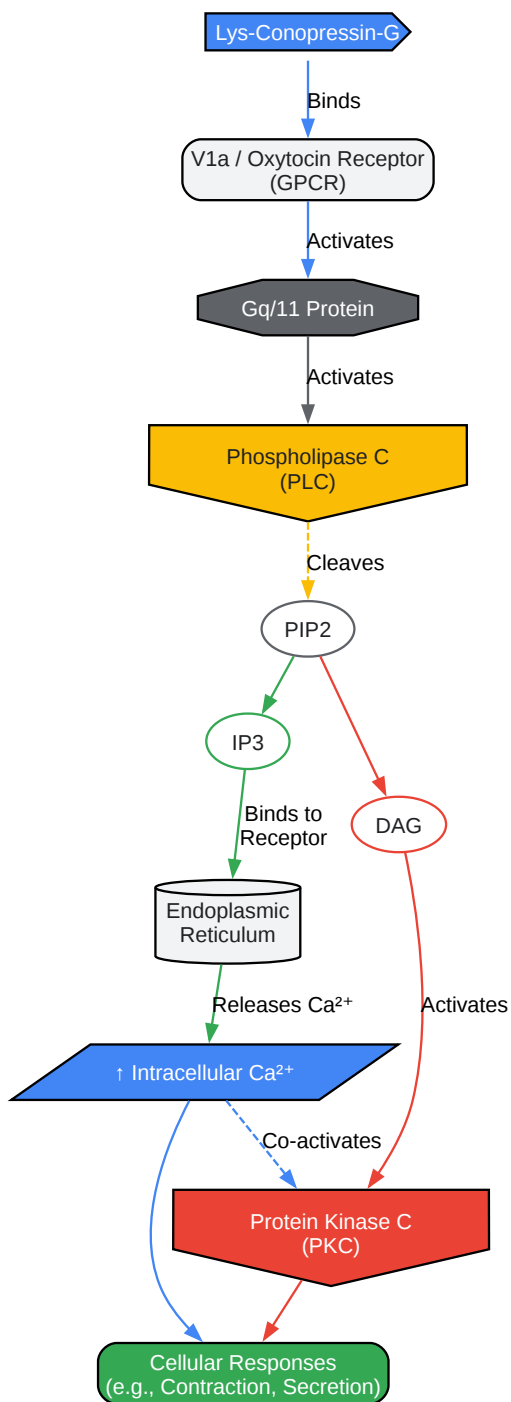 Lys-Conopressin-G
Binds
V1a / Oxytocin Receptor
(GPCR)
Activates
Gq/11 Protein
Activates
Phospholipase C
(PLC)
Cleaves
PIP2
IP3
Binds to
Receptor
DAG
Endoplasmic
Reticulum
Releases Ca²⁺
Activates
↑ Intracellular Ca²⁺
Co-activates
Protein Kinase C
(PKC)
Cellular Responses
(e.g., Contraction, Secretion)